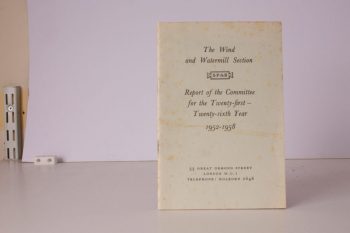 The Wind
and Watermill Section
SPAB
Report of the Committee
for the Twenty-first –
Twenty-sixth Year
1952-1958
55 GREAT ORMOND STREET
LONDON W.C.1
TELEPHONE: HOLBORN 2646